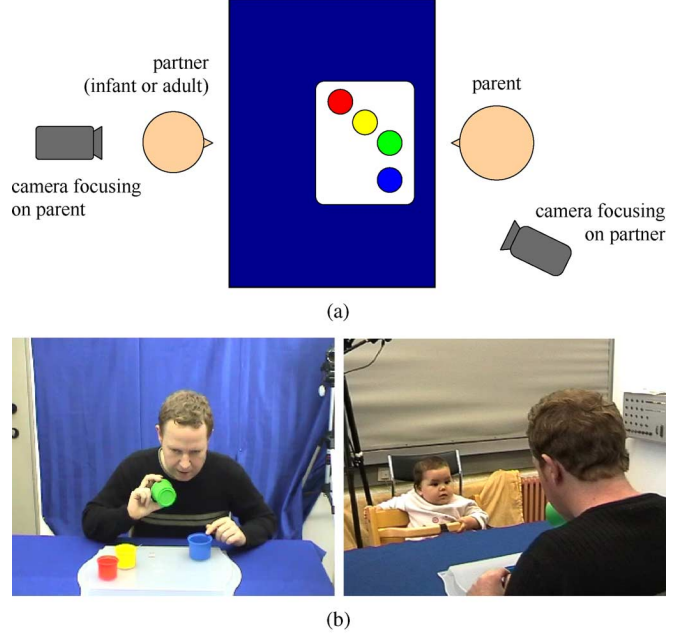 partner
(infant or adult)
parent
camera focusing
on parent
camera focusing
on partner
(a)
(b)